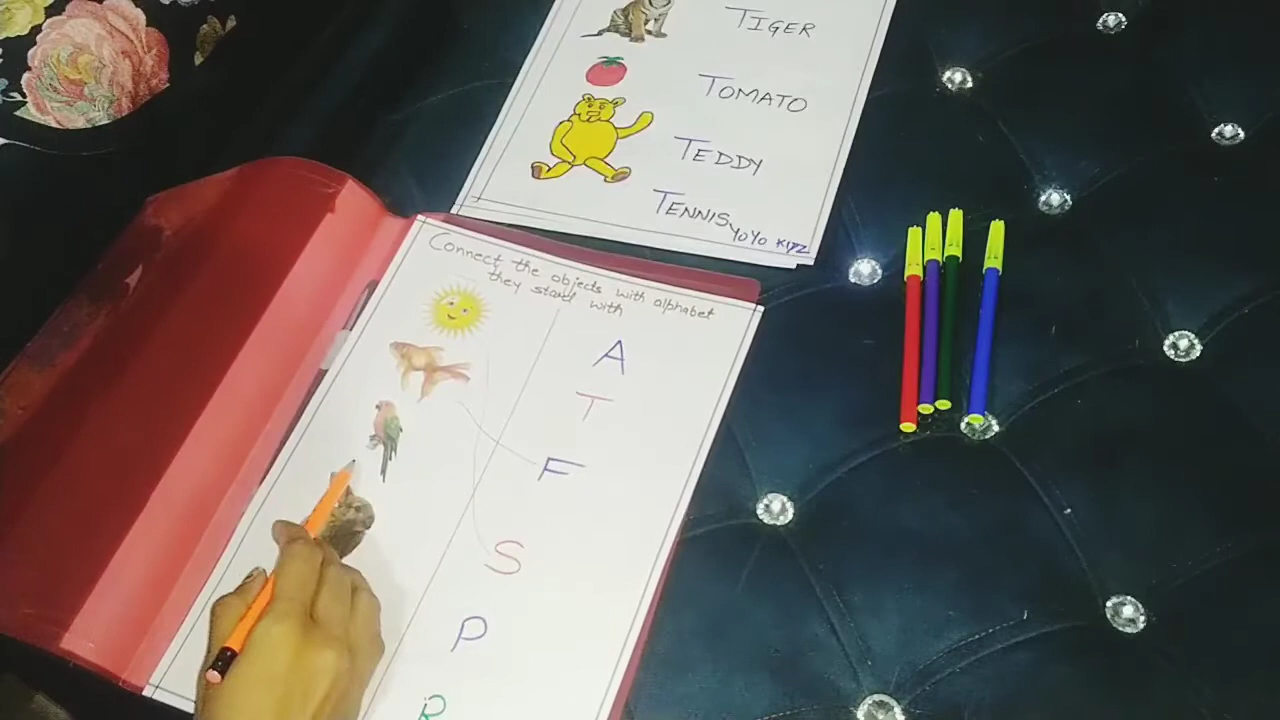 TIGER
TOMATO
TEDDY
TENNIS
YOYO KIDZ
Connect the objects with alphabet
they start with
A
T
F
S
P
R